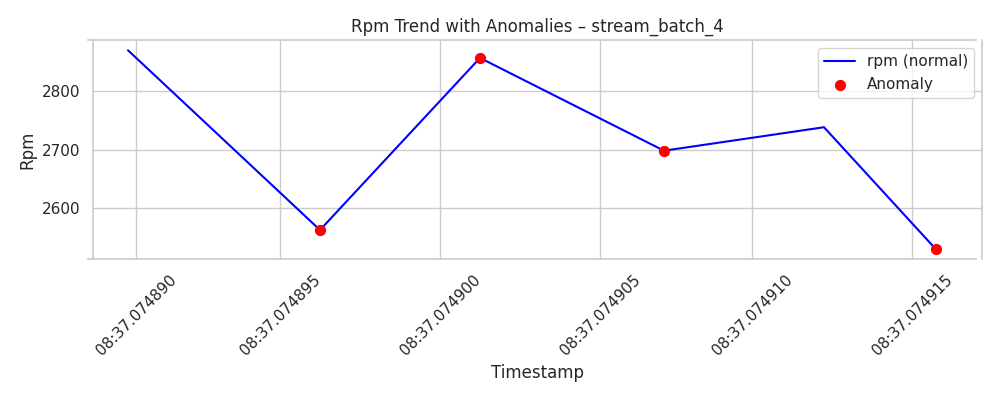 Rpm Trend with Anomalies – stream_batch_4
rpm (normal)
Anomaly
Rpm
2800
2700
2600
08:37.074890
08:37.074895
08:37.074900
08:37.074905
08:37.074910
08:37.074915
Timestamp